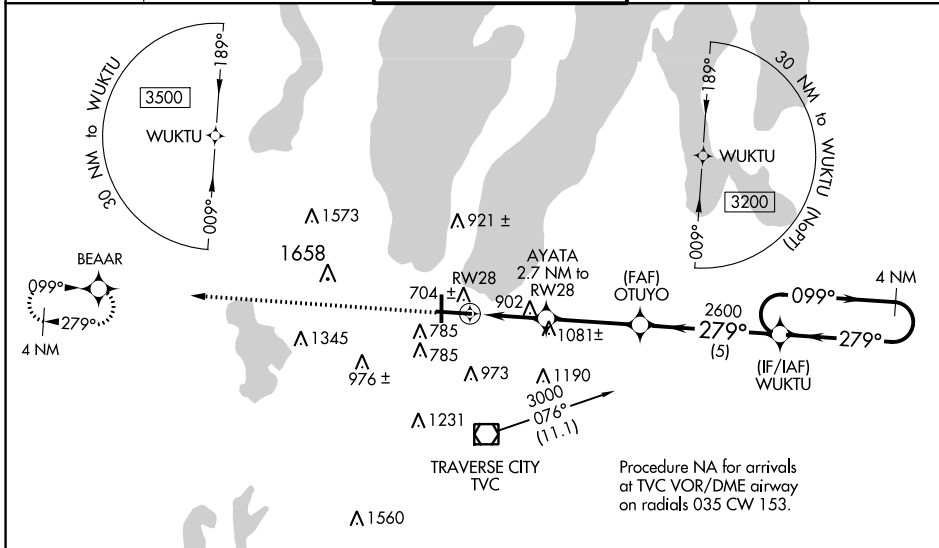 30 NM to WUKTU
189°
3500
WUKTU
009°
30 NM to WUKTU (NoPT)
189°
WUKTU
3200
009°
1573
921 ±
1658
BEAAR
099°
279°
4 NM
704 ±
RW28
902
AYATA
2.7 NM to
RW28
(FAF)
OTUYO
2600
279°
(5)
099°
4 NM
279°
(IF/IAF)
WUKTU
1081±
785
785
1345
976 ±
973
1190
1231
3000
076°
(11.1)
TRAVERSE CITY
TVC
1560
Procedure NA for arrivals
at TVC VOR/DME airway
on radials 035 CW 153.